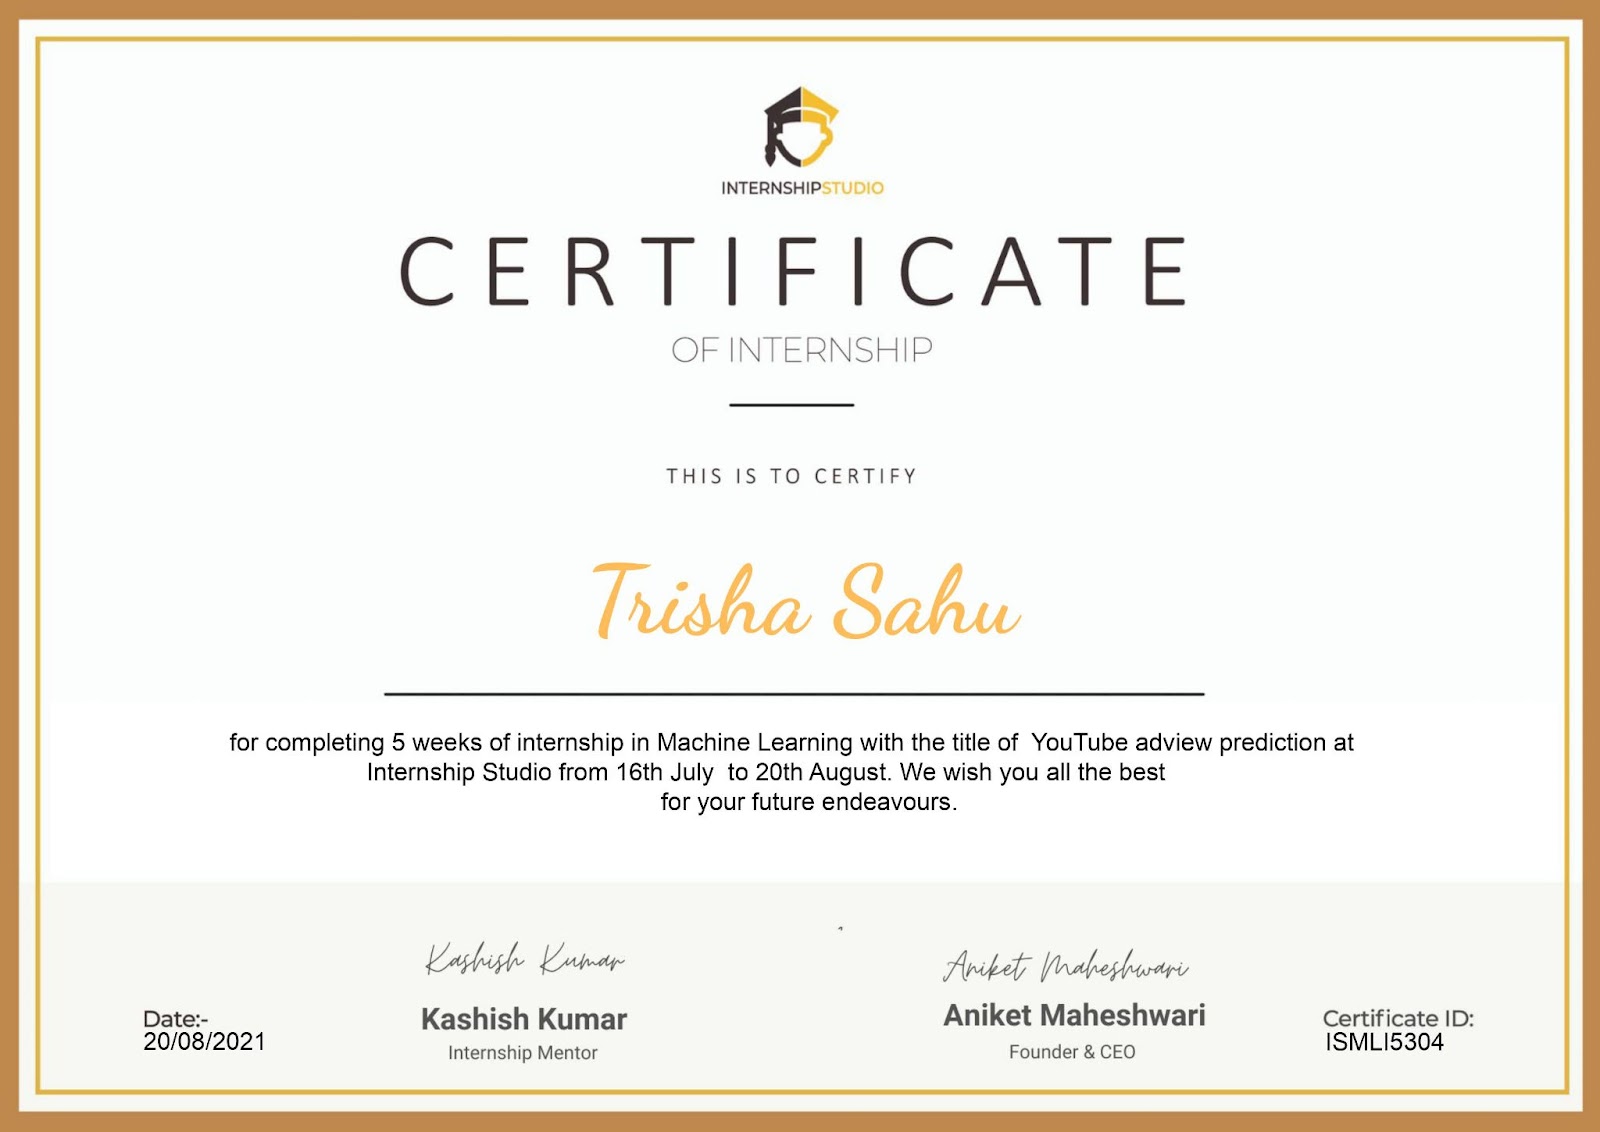 INTERNSHIPSTUDIO
CERTIFICATE
OF INTERNSHIP
THIS IS TO CERTIFY
Trisha Sahu
for completing 5 weeks of internship in Machine Learning with the title of  YouTube adview prediction at
Internship Studio from 16th July  to 20th August. We wish you all the best
for your future endeavours.
Kashish Kumar
Aniket Maheshwari
Kashish Kumar
Internship Mentor
Aniket Maheshwari
Founder & CEO
Date:-
20/08/2021
Certificate ID:
ISMLI5304